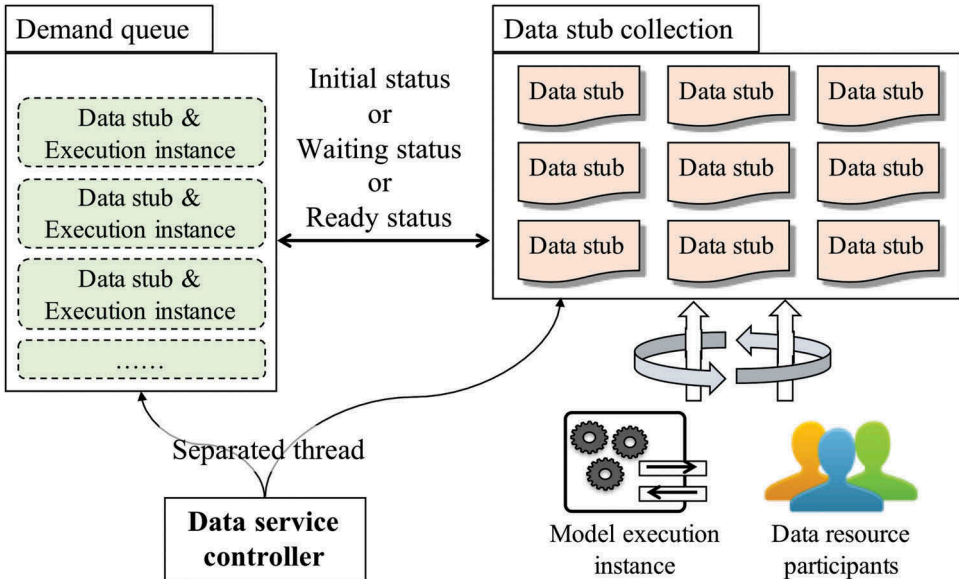 Demand queue
Data stub &
Execution instance
Data stub &
Execution instance
Data stub &
Execution instance
......
Initial status
or
Waiting status
or
Ready status
Data stub collection
Data stub
Data stub
Data stub
Data stub
Data stub
Data stub
Data stub
Data stub
Data stub
Separated thread
Data service
controller
Model execution
instance
Data resource
participants